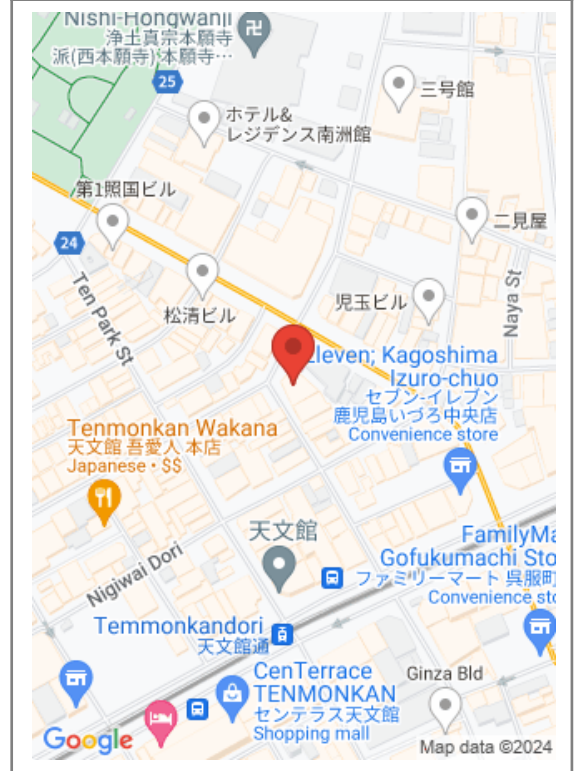 Nishi-Hongwanji
浄土真宗本願寺
派(西本願寺)本願寺…
25
三号館
ホテル&
レジデンス南洲館
第1照国ビル
二見屋
24
Ten Park St
松清ビル
児玉ビル
Naya St
Eleven; Kagoshima
Izuro-chuo
セブン-イレブン
鹿児島いづろ中央店
Convenience store
Tenmonkan Wakana
天文館 吾愛人 本店
Japanese • $$
天文館
FamilyMa
Gofukumachi Sto
ファミリーマート 呉服町
Convenience sto
Nigiwai Dori
Temmonkandori
天文館通
CenTerrace
TENMONKAN
センテラス天文館
Shopping mall
Ginza Bld
Google
Map data ©2024